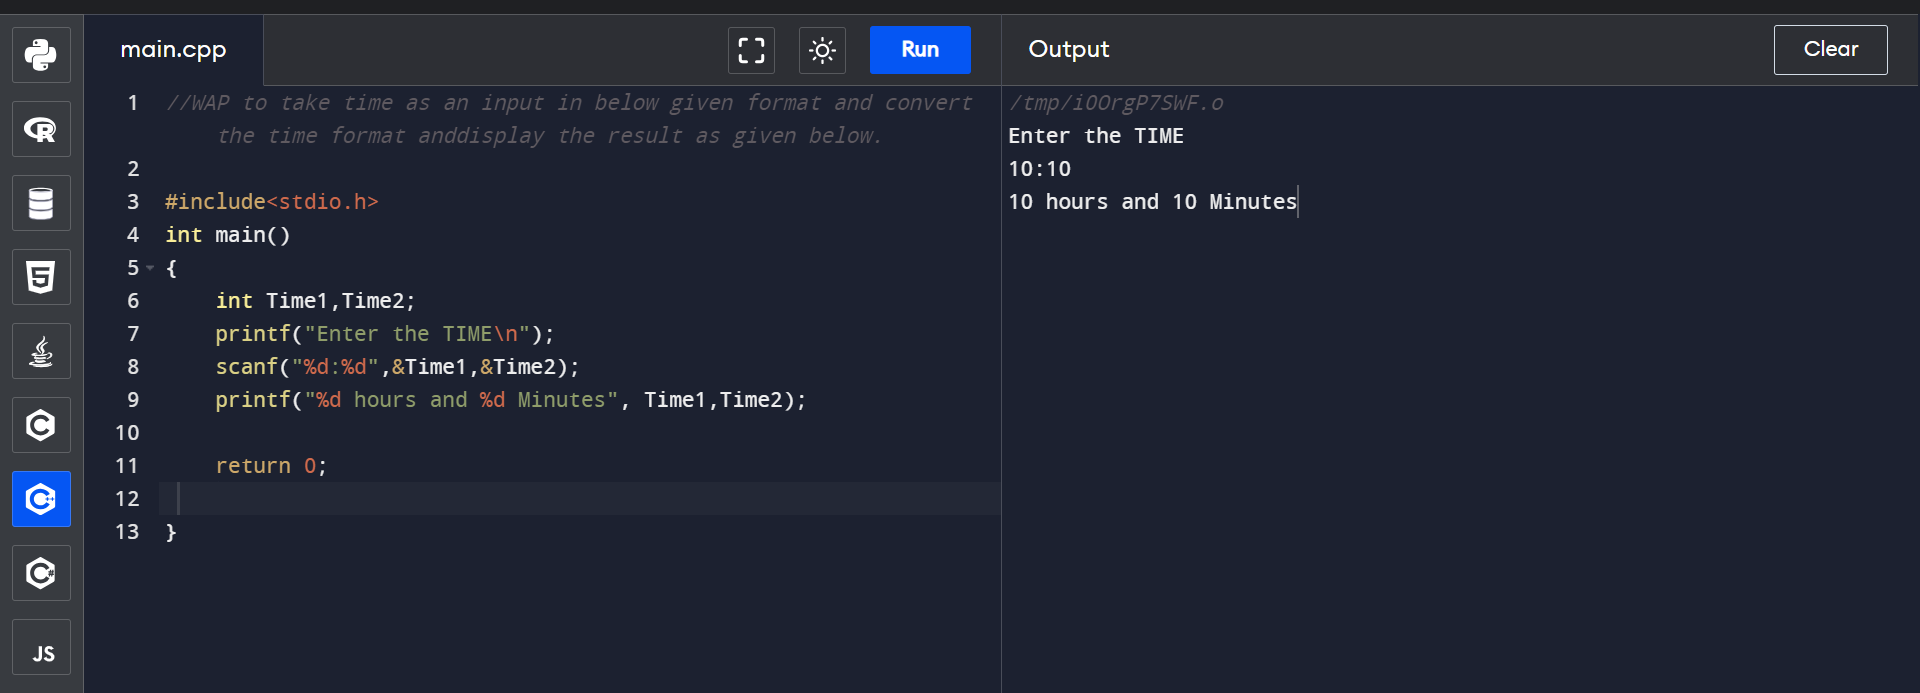 main.cpp
Run
Output
Clear
1 //WAP to take time as an input in below given format and convert
the time format anddisplay the result as given below.
2
3 #include<stdio.h>
4 int main()
5 {
6 int Time1,Time2;
7 printf("Enter the TIME\n");
8 scanf("%d:%d",&Time1,&Time2);
9 printf("%d hours and %d Minutes", Time1,Time2);
10
11 return 0;
12
13 }
/tmp/iOOrgP7SWF.o
Enter the TIME
10:10
10 hours and 10 Minutes
R
5
C
C++
C#
JS